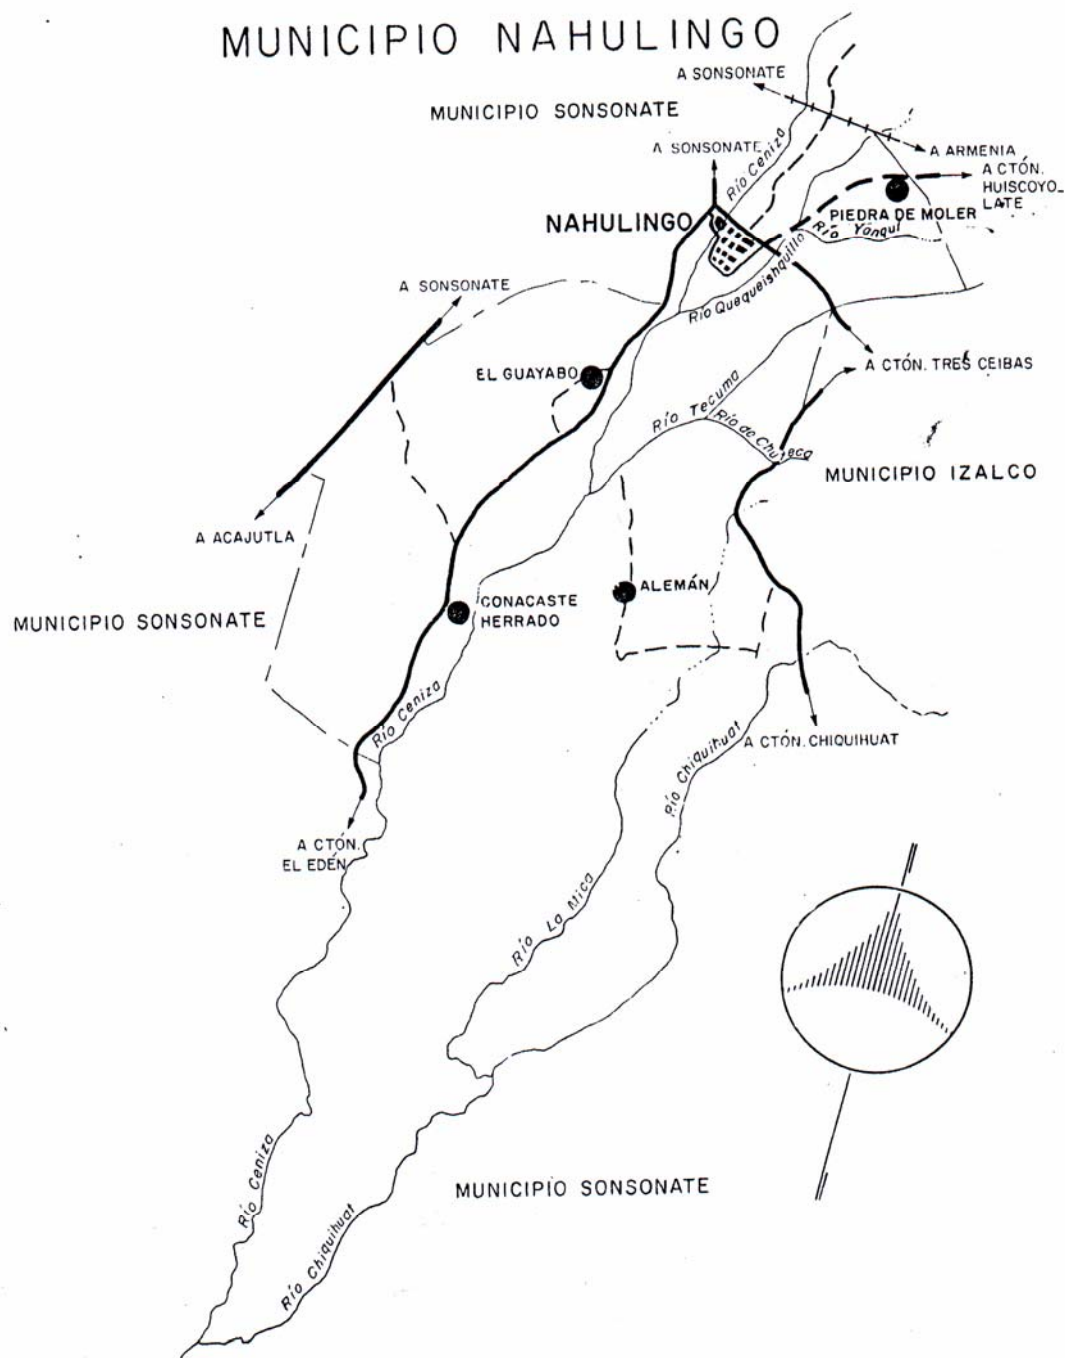 MUNICIPIO NAHULINGO
A SONSONATE
MUNICIPIO SONSONATE
A SONSONATE
Río Ceniza
A ARMENIA
A CTÓN.
HUISCOYO_
LATE
PIEDRA DE MOLER
NAHULINGO
Río Yanqui
Río Quequeishquillo
A SONSONATE
EL GUAYABO
A CTÓN. TRES CEIBAS
Río Tecuma
Río de Chuteca
MUNICIPIO IZALCO
A ACAJUTLA
ALEMÁN
CONACASTE
HERRADO
MUNICIPIO SONSONATE
Río Ceniza
A CTÓN. CHIQUIHUAT
Río Chiquihuat
A CTÓN.
EL EDÉN
Río La Mica
Río Ceniza
MUNICIPIO SONSONATE
Río Chiquihuat